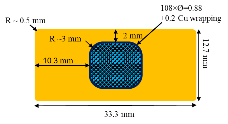 R ~ 0.5 mm
108×Ø=0.88
+0.2 Cu wrapping
R ~3 mm
2 mm
10.3 mm
12.7 mm
33.3 mm